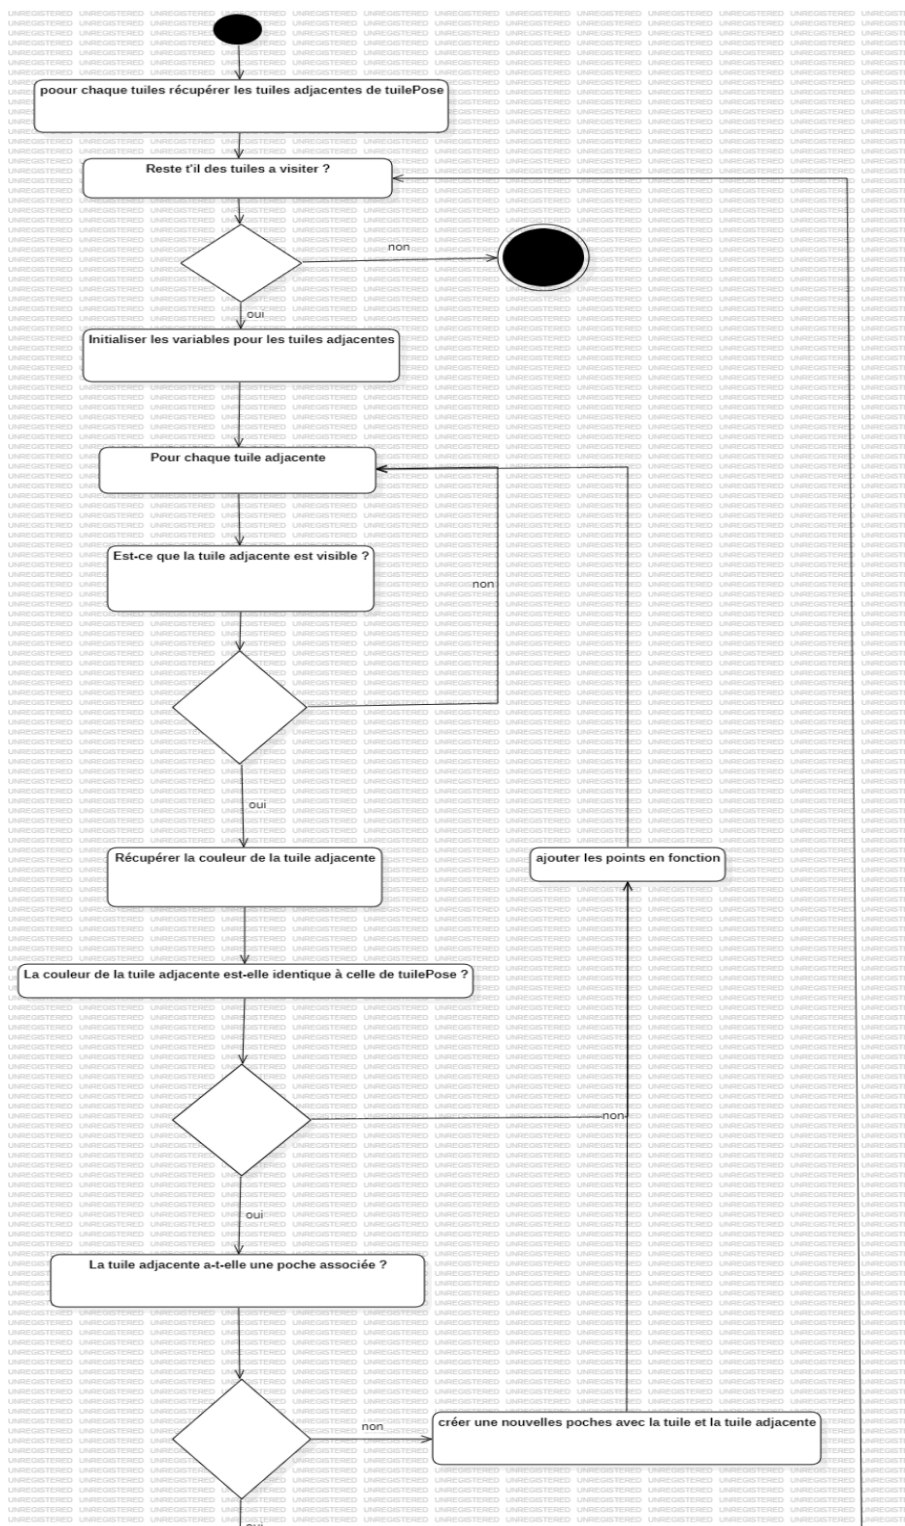 poour chaque tuiles récupérer les tuiles adjacentes de tuilePose
Reste t'il des tuiles a visiter ?
non
oui
Initialiser les variables pour les tuiles adjacentes
Pour chaque tuile adjacente
Est-ce que la tuile adjacente est visible ?
non
oui
Récupérer la couleur de la tuile adjacente
ajouter les points en fonction
La couleur de la tuile adjacente est-elle identique à celle de tuilePose ?
non
oui
La tuile adjacente a-t-elle une poche associée ?
non
créer une nouvelles poches avec la tuile et la tuile adjacente
UNREGISTERED